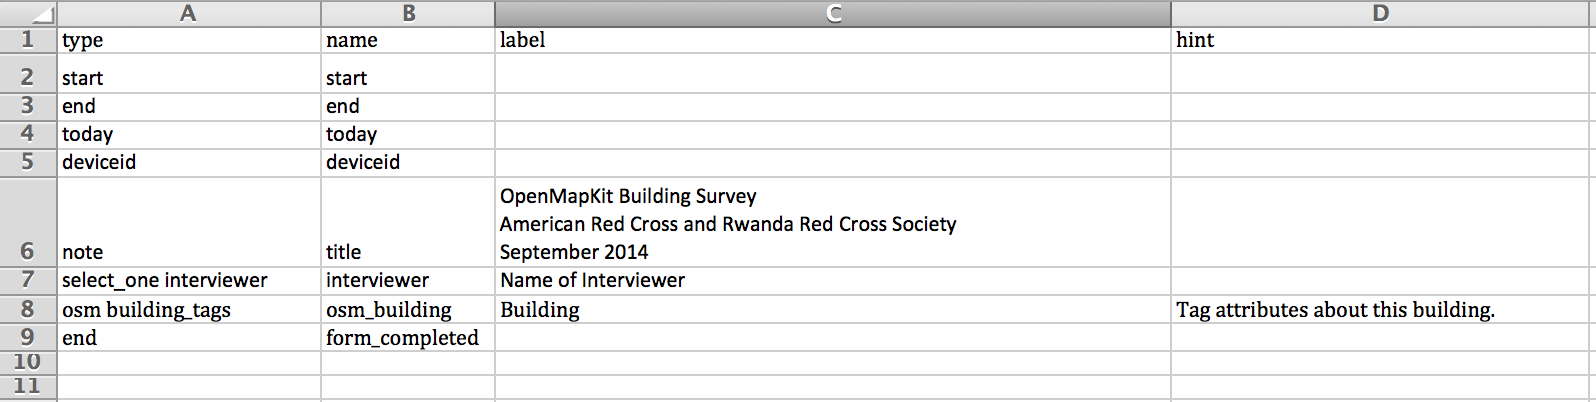 A B C D
1 type name label hint
2 start start
3 end end
4 today today
5 deviceid deviceid
OpenMapKit Building Survey
American Red Cross and Rwanda Red Cross Society
6 note title September 2014
7 select_one interviewer interviewer Name of Interviewer
8 osm building_tags osm_building Building Tag attributes about this building.
9 end form_completed
10
11